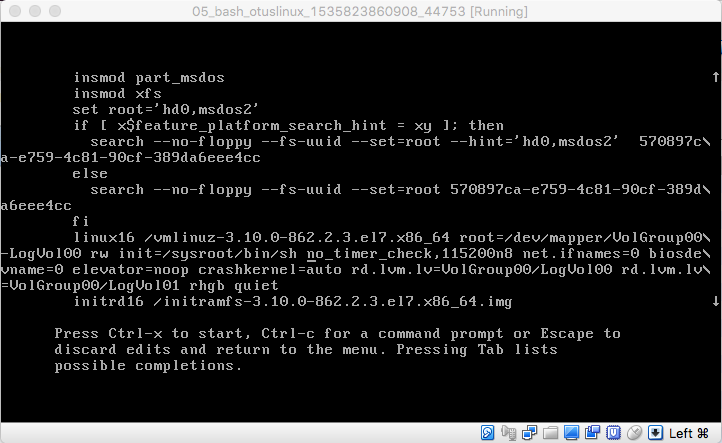 05_bash_otuslinux_1535823860908_44753 [Running]
insmod part_msdos
insmod xfs
set root='hd0,msdos2'
if [ x$feature_platform_search_hint = xy ]; then
search --no-floppy --fs-uuid --set=root --hint='hd0,msdos2'  570897c\
a-e759-4c81-90cf-389da6eee4cc
else
search --no-floppy --fs-uuid --set=root 570897ca-e759-4c81-90cf-389d\
a6eee4cc
fi
linux16 /vmlinuz-3.10.0-862.2.3.el7.x86_64 root=/dev/mapper/VolGroup00\
-LogVol00 rw init=/sysroot/bin/sh no_timer_check,115200n8 net.ifnames=0 biosde\
vname=0 elevator=noop crashkernel=auto rd.lvm.lv=VolGroup00/LogVol00 rd.lvm.lv\
=VolGroup00/LogVol01 rhgb quiet
initrd16 /initramfs-3.10.0-862.2.3.el7.x86_64.img
Press Ctrl-x to start, Ctrl-c for a command prompt or Escape to
discard edits and return to the menu. Pressing Tab lists
possible completions.
Left ⌘